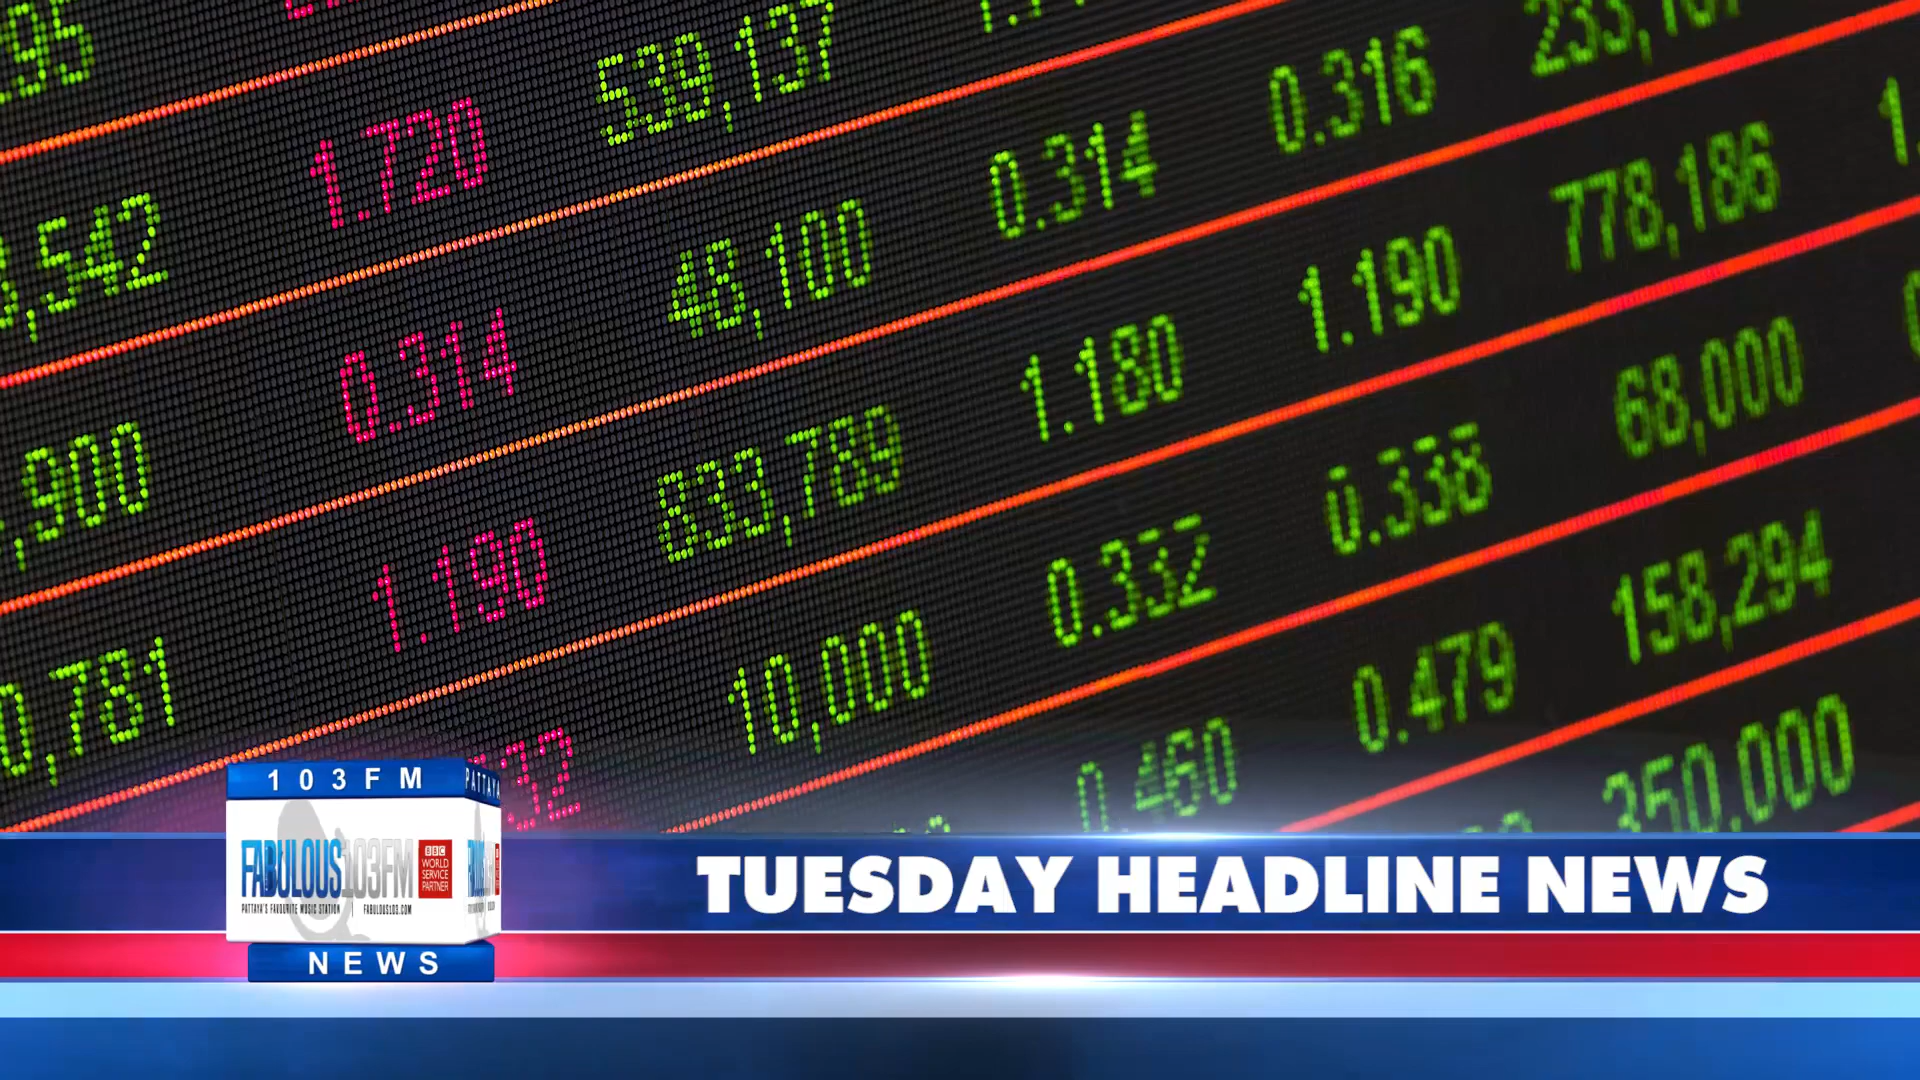 1.720 539,137
,542 0.314 0.316
0.314 48,100 1.190 778,186
,900 1.180 68,000
1.190 833,789 0.338
0,781 10,000 0.332 158,294
0.479
0.460 350,000
103FM PATTAYA
FABULOUS103FM BBC WORLD SERVICE PARTNER
PATTAYA'S FAVOURITE MUSIC STATION | FABULOUS103.COM
NEWS
TUESDAY HEADLINE NEWS